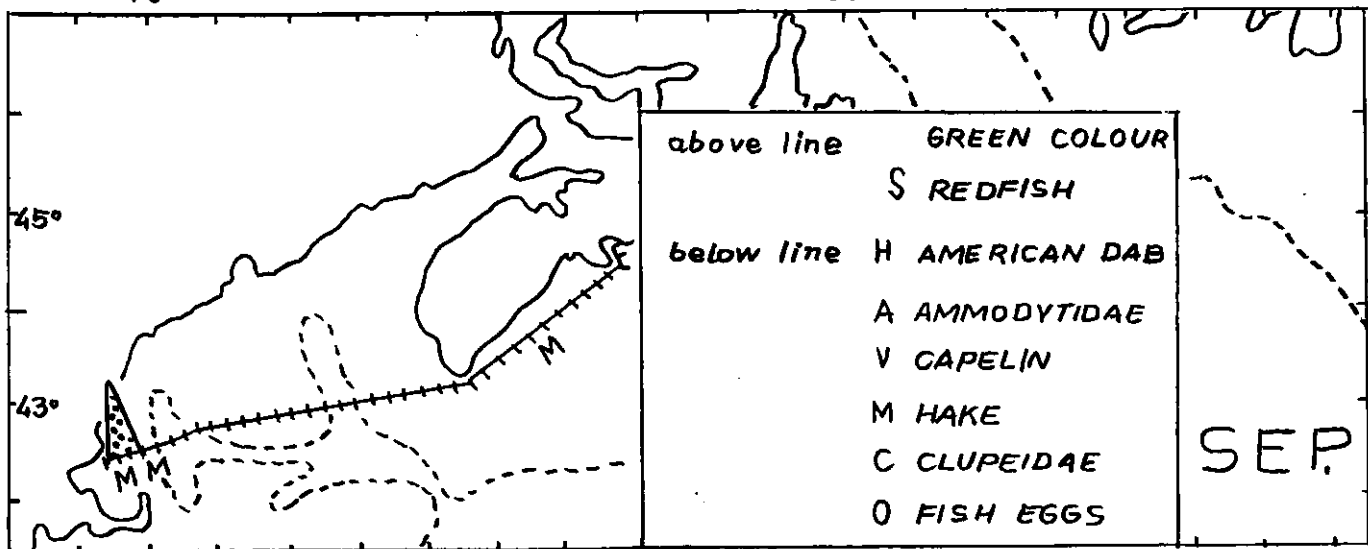 above line GREEN COLOUR
S REDFISH
45°
below line H AMERICAN DAB
A AMMODYTIDAE
M
V CAPELIN
43°
M HAKE
SEP.
M M
C CLUPEIDAE
O FISH EGGS